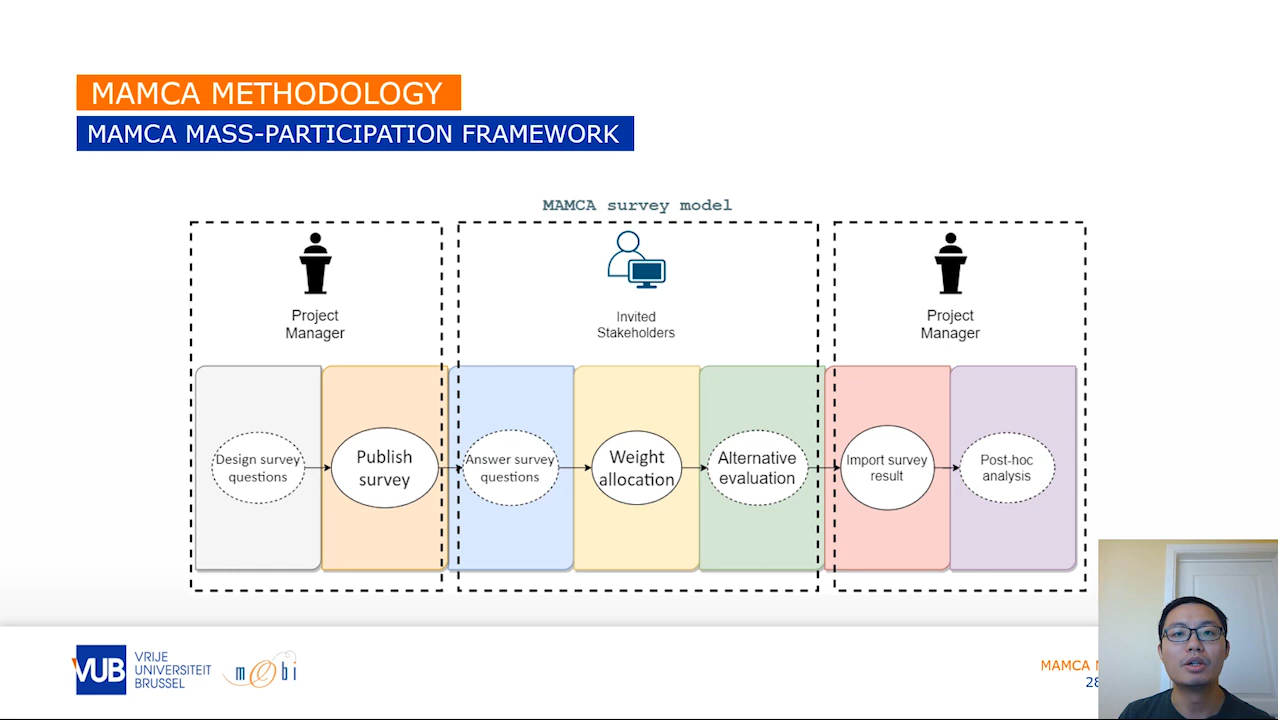 MAMCA METHODOLOGY
MAMCA MASS-PARTICIPATION FRAMEWORK
MAMCA survey model
Project
Manager
Invited
Stakeholders
Project
Manager
Design survey
questions
Publish
survey
Answer survey
questions
Weight
allocation
Alternative
evaluation
Import survey
result
Post-hoc
analysis
VUB
VRIJE
UNIVERSITEIT
BRUSSEL
mobi
MAMCA
28